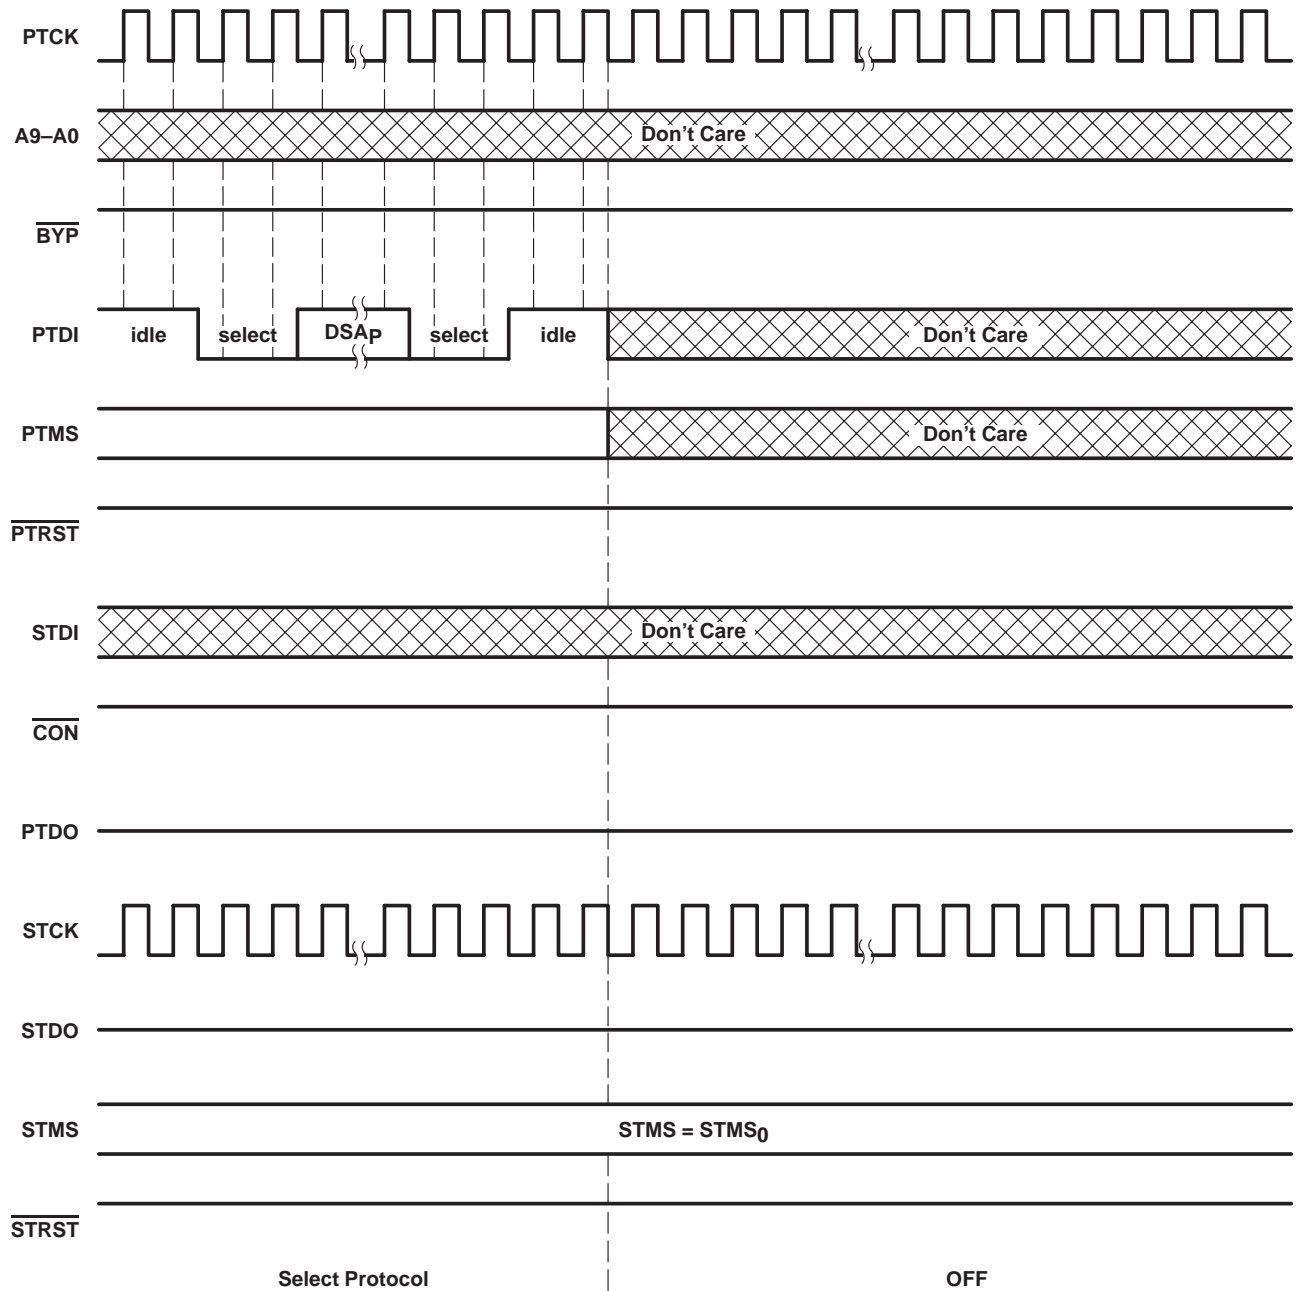 PTCK
A9–A0 Don't Care
BYP
PTDI idle select DSAP select idle Don't Care
PTMS Don't Care
PTRST
STDI Don't Care
CON
PTDO
STCK
STDO
STMS STMS = STMS0
STRST
Select Protocol OFF